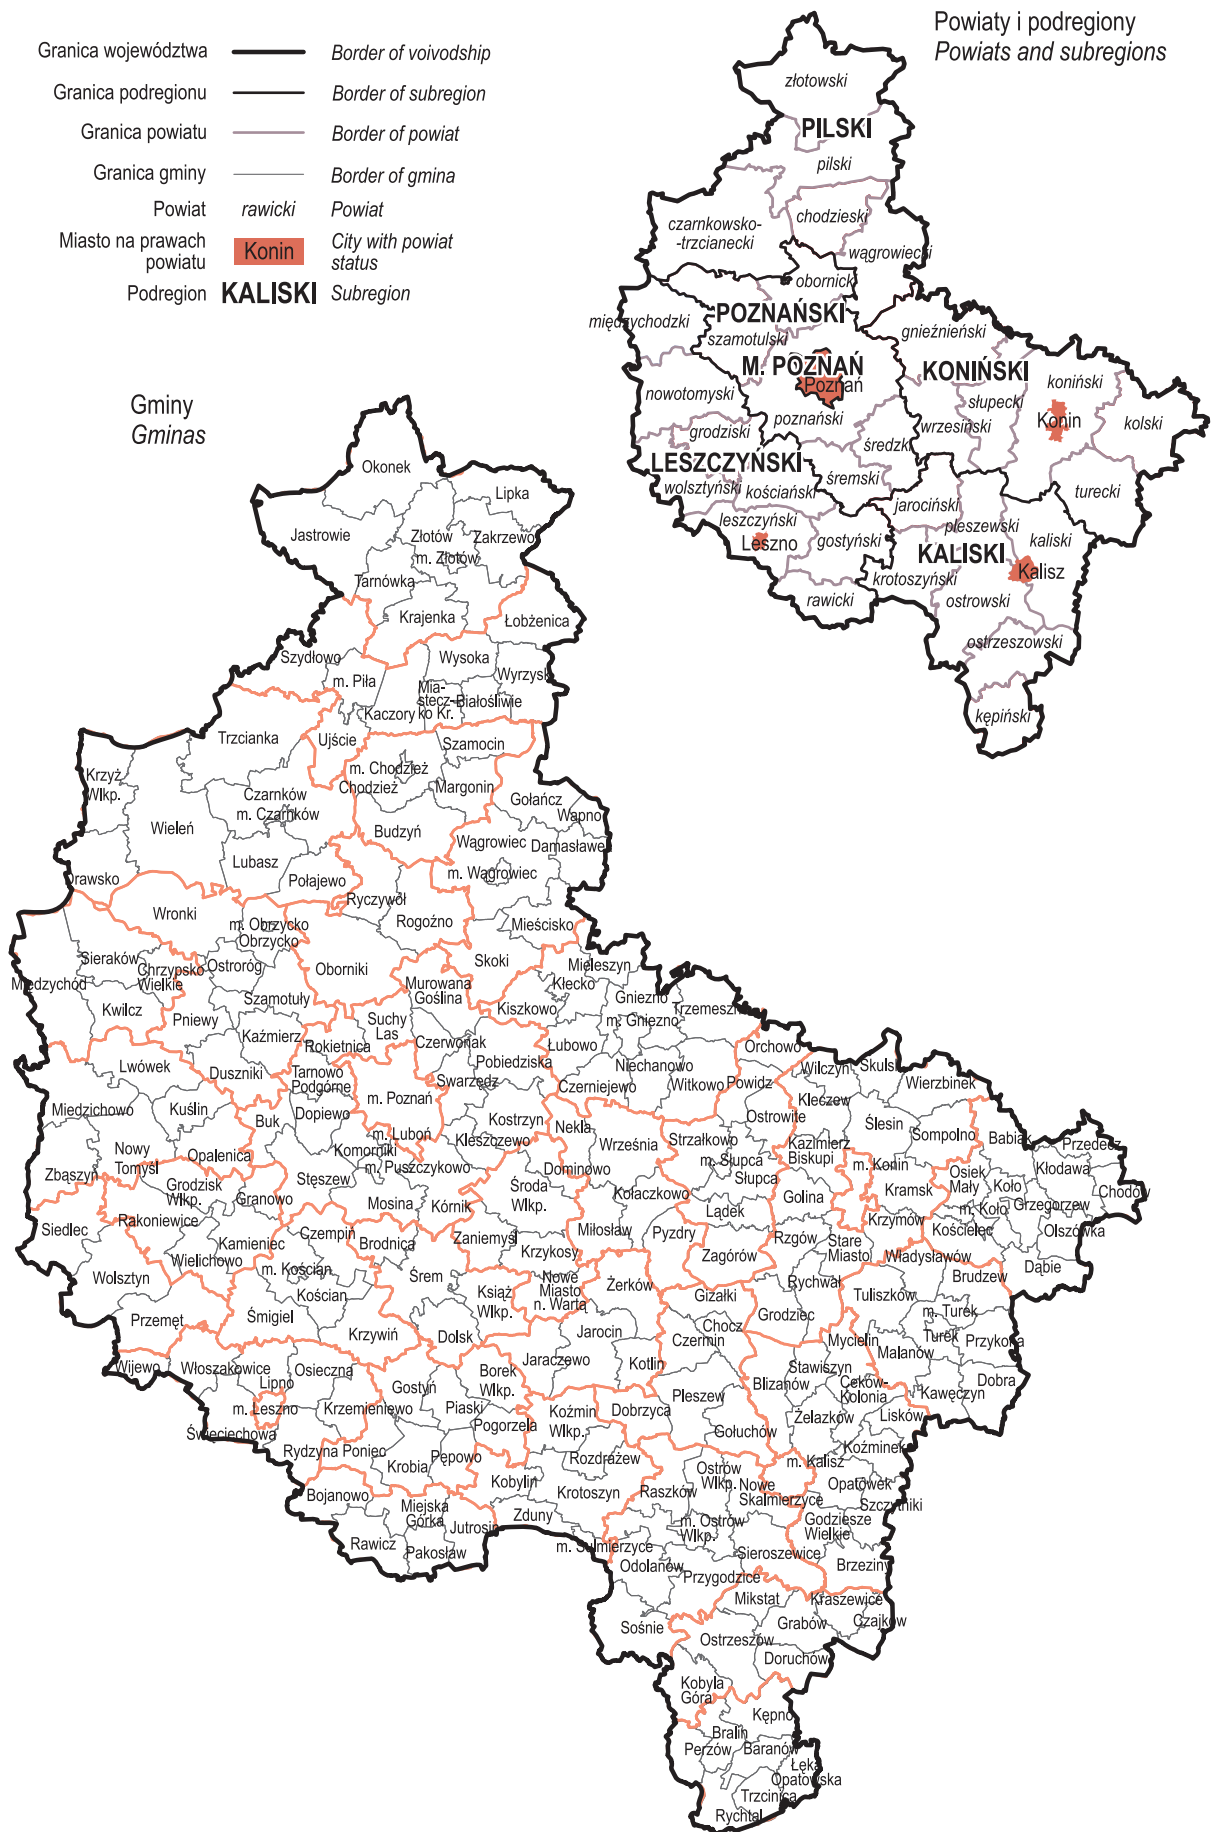 Granica województwa
Border of voivodship
Granica podregionu
Border of subregion
Granica powiatu
Border of powiat
Granica gminy
Border of gmina
Powiat
rawicki
Powiat
Miasto na prawach
powiatu
Konin
City with powiat
status
Podregion
KALISKI
Subregion
Powiaty i podregiony
Powiats and subregions
złotowski
PILSKI
pilski
czarnkowsko-
-trzcianecki
chodzieski
wągrowiecki
obornicki
POZNAŃSKI
międzychodzki
szamotulski
gnieźnieński
M. POZNAŃ
Poznań
KONIŃSKI
koniński
nowotomyski
słupecki
Konin
kolski
poznański
wrzesiński
grodziski
średzki
LESZCZYŃSKI
wolsztyński
kościański
śremski
turecki
jarociński
leszczyński
Leszno
gostyński
pleszewski
kaliski
KALISKI
Kalisz
krotoszyński
rawicki
ostrowski
ostrzeszowski
kępiński
Gminy
Gminas
Okonek
Lipka
Jastrowie
Złotów
Zakrzewo
m. Złotów
Tarnówka
Krajenka
Łobżenica
Szydłowo
m. Piła
Wysoka
Wyrzysk
Mia-
stecz-
ko Kr.
Białośliwie
Kaczory
Trzcianka
Ujście
Szamocin
m. Chodzież
Chodzież
Margonin
Krzyż
Wlkp.
Czarnków
m. Czarnków
Gołańcz
Wapno
Wieleń
Budzyń
Wągrowiec
Damasławek
Lubasz
m. Wągrowiec
Drawsko
Połajewo
Ryczywół
Wronki
Rogoźno
m. Obrzycko
Obrzycko
Mieścisko
Sieraków
Chrzypsko
Wielkie
Ostroróg
Oborniki
Skoki
Mieleszyn
Kłecko
Międzychód
Murowana
Goślina
Gniezno
Kwilcz
Szamotuły
Kiszkowo
Trzemeszno
Pniewy
Suchy
Las
m. Gniezno
Kaźmierz
Rokietnica
Czerwonak
Łubowo
Orchowo
Lwówek
Duszniki
Tarnowo
Podgórne
Pobiedziska
Niechanowo
Wilczyn
Skulsk
Swarzędz
Czerniejewo
Witkowo
Powidz
Wierzbinek
Miedzichowo
Kuślin
m. Poznań
Kleczew
Buk
Dopiewo
Kostrzyn
Nekla
Ostrowite
Ślesin
m. Luboń
Kleszczewo
Września
Strzałkowo
Kazimierz
Biskupi
Sompolno
Babiak
Przedecz
Nowy
Tomyśl
Opalenica
Komorniki
m. Puszczykowo
Dominowo
m. Słupca
Słupca
m. Konin
Kłodawa
Zbąszyń
Grodzisk
Wlkp.
Granowo
Stęszew
Środa
Wlkp.
Kołaczkowo
Golina
Kramsk
Osiek
Mały
Koło
Chodów
Mosina
Kórnik
Lądek
m. Koło
Grzegorzew
Siedlec
Rakoniewice
Krzymów
Kościelec
Olszówka
Kamieniec
Czempiń
Brodnica
Zaniemyśl
Miłosław
Pyzdry
Rzgów
Stare
Miasto
Krzykosy
Zagórów
Władysławów
Wielichowo
m. Kościan
Dąbie
Wolsztyn
Kościan
Śrem
Książ
Wlkp.
Nowe
Miasto
n. Wartą
Żerków
Gizałki
Rychwał
Brudzew
Tuliszków
Przemęt
Śmigiel
Grodziec
m. Turek
Krzywiń
Dolsk
Jarocin
Chocz
Czermin
Turek
Przykona
Mycielin
Malanów
Wijewo
Włoszakowice
Osieczna
Borek
Wlkp.
Jaraczewo
Kotlin
Stawiszyn
Lipno
Gostyń
Blizanów
Ceków-
Kolonia
Dobra
m. Leszno
Krzemieniewo
Piaski
Pleszew
Kawęczyn
Święciechowa
Pogorzela
Koźmin
Wlkp.
Dobrzyca
Żelazków
Lisków
Gołuchów
Koźminek
Rydzyna
Poniec
Krobia
Pępowo
Rozdrażew
m. Kalisz
Kobylin
Ostrów
Wlkp.
Nowe
Skalmierzyce
Opatówek
Bojanowo
Krotoszyn
Raszków
Szczytniki
Miejska
Górka
Zduny
m. Ostrów
Wlkp.
Godziesze
Wielkie
Rawicz
Jutrosin
Pakosław
m. Sulmierzyce
Sieroszewice
Odolanów
Przygodzice
Brzeziny
Mikstat
Kraszewice
Sośnie
Grabów
Czajków
Ostrzeszów
Doruchów
Kobyla
Góra
Kępno
Bralin
Perzów
Baranów
Łęka
Opatowska
Trzcinica
Rychtal